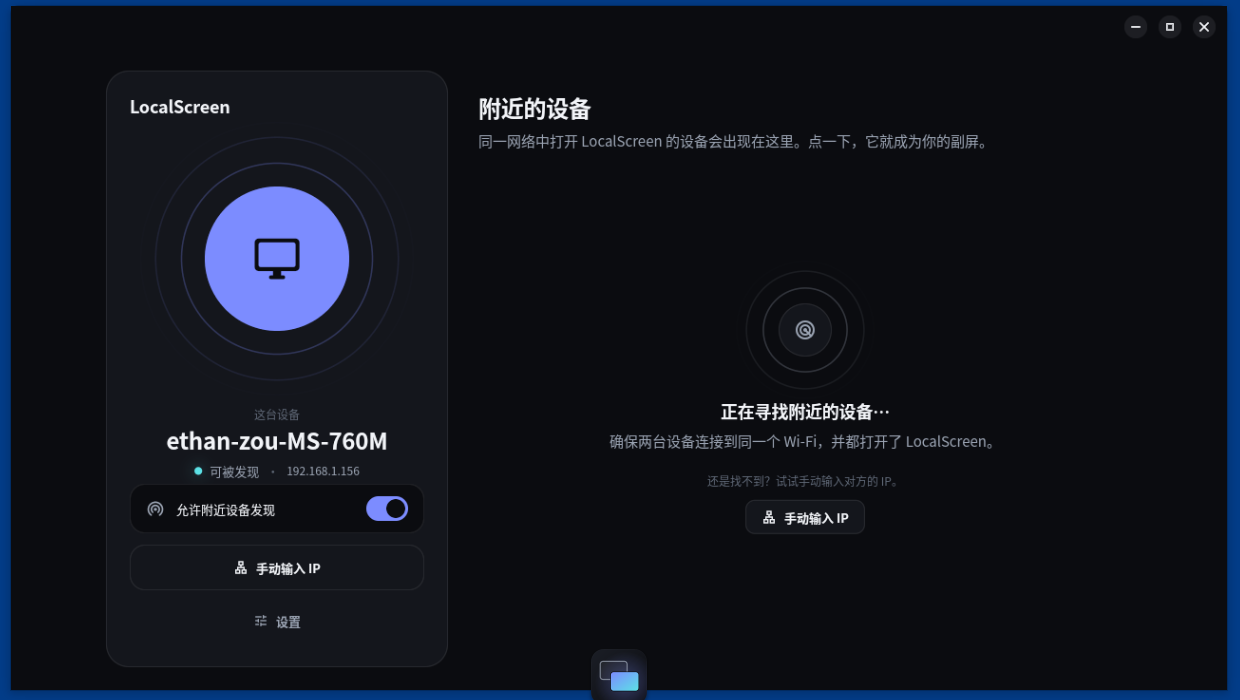 LocalScreen
这台设备
ethan-zou-MS-760M
可被发现 · 192.168.1.156
允许附近设备发现
手动输入 IP
设置
附近的设备
同一网络中打开 LocalScreen 的设备会出现在这里。点一下，它就成为你的副屏。
正在寻找附近的设备…
确保两台设备连接到同一个 Wi-Fi，并都打开了 LocalScreen。
还是找不到？试试手动输入对方的 IP。
手动输入 IP